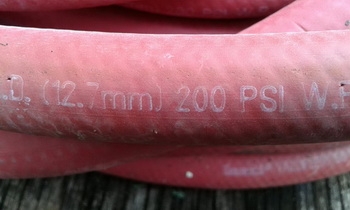 .D. (12.7mm) 200 PSI W.P